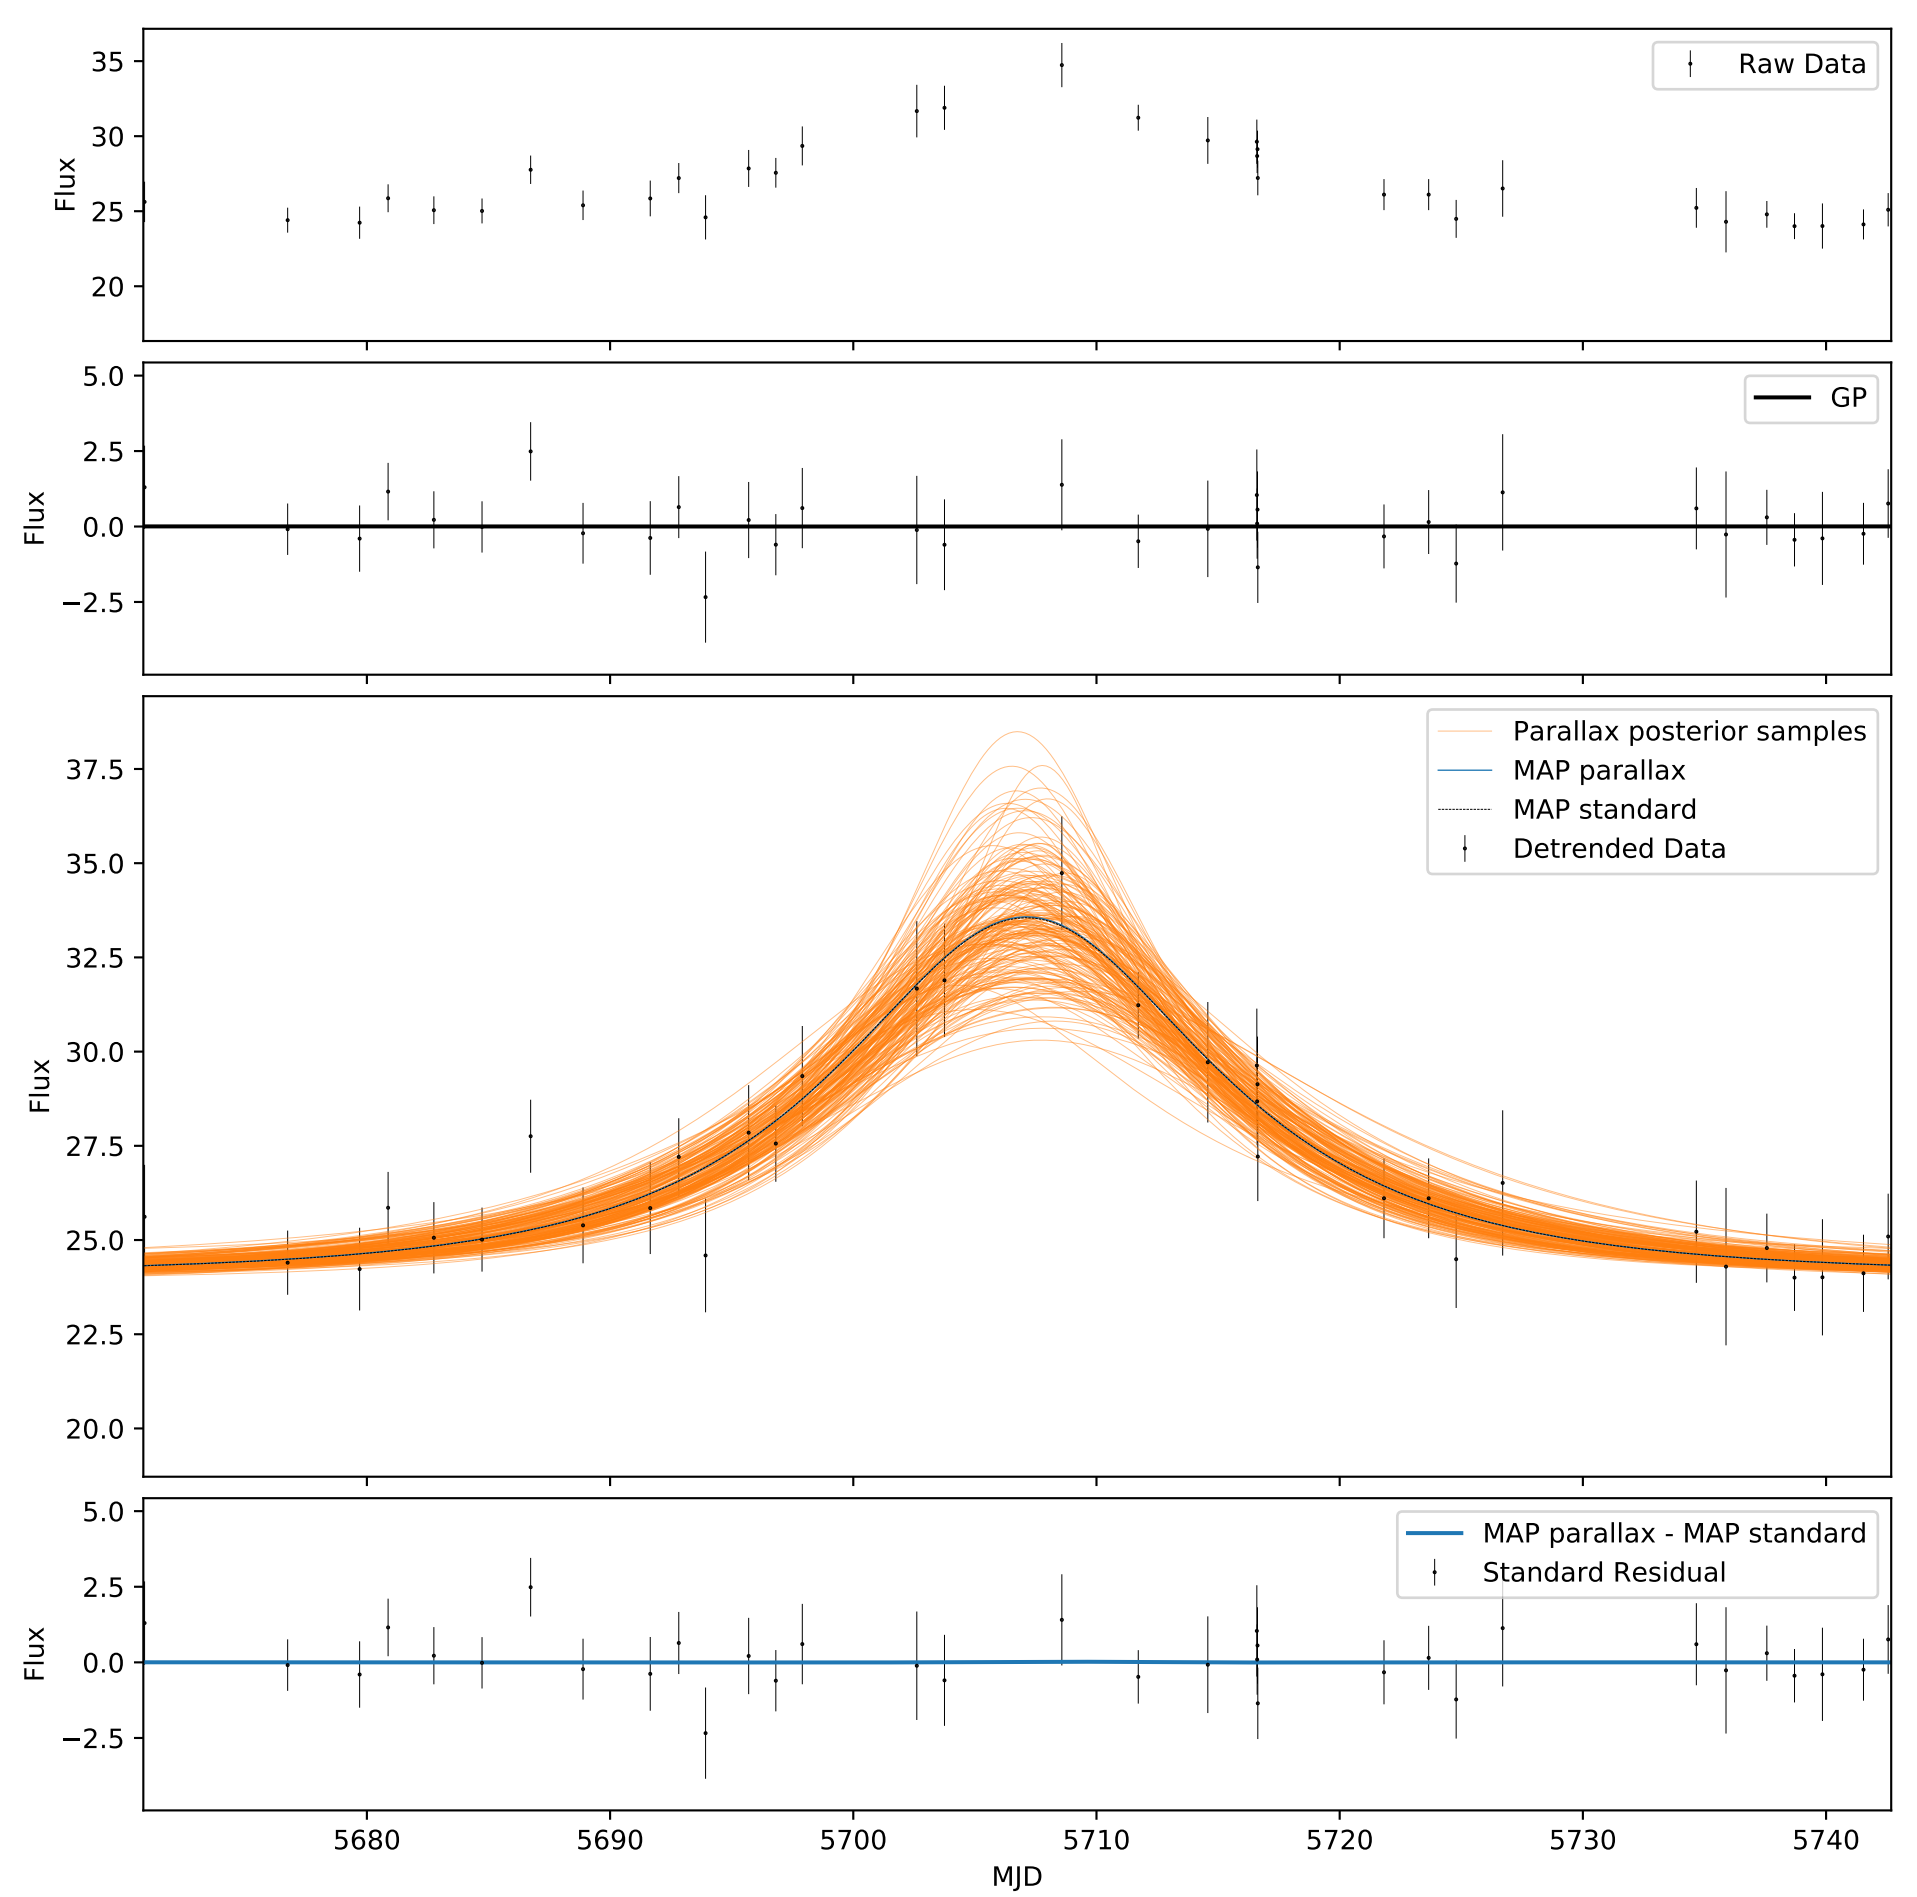 35
30
25
20
Flux
Raw Data
5.0
2.5
0.0
−2.5
Flux
GP
37.5
35.0
32.5
30.0
27.5
25.0
22.5
20.0
Flux
Parallax posterior samples
MAP parallax
MAP standard
Detrended Data
5.0
2.5
0.0
−2.5
Flux
MAP parallax - MAP standard
Standard Residual
5680 5690 5700 5710 5720 5730 5740
MJD